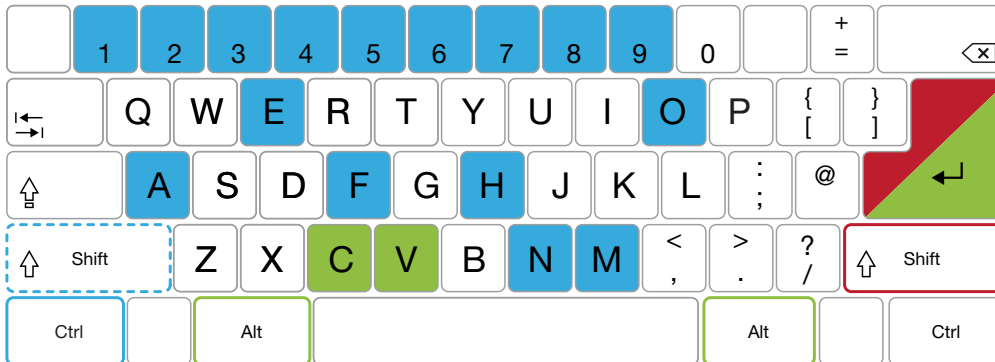 1 2 3 4 5 6 7 8 9 0 + =
Q W E R T Y U I O P { [ } ]
A S D F G H J K L : ; @
Shift Z X C V B N M < , > . ? / Shift
Ctrl Alt Alt Ctrl